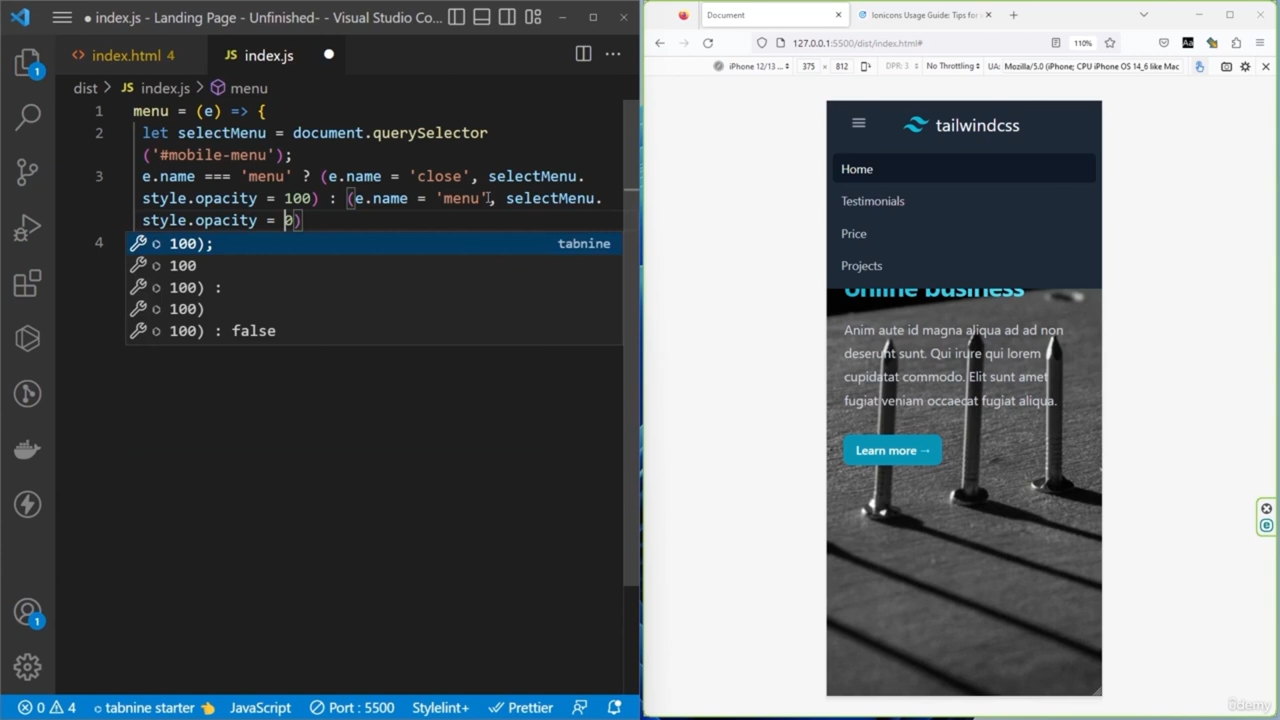 index.js - Landing Page - Unfinished- - Visual Studio Co...
index.html 4
JS index.js
dist > JS index.js > menu
1 menu = (e) => {
2 let selectMenu = document.querySelector
('#mobile-menu');
3 e.name === 'menu' ? (e.name = 'close', selectMenu.
style.opacity = 100) : (e.name = 'menu', selectMenu.
style.opacity = 0)
4
100); tabnine
100
100) :
100)
100) : false
1
1
0 4 tabnine starter JavaScript Port : 5500 Stylelint+ Prettier
Document
Ionicons Usage Guide: Tips for
127.0.0.1:5500/dist/index.html#
110%
iPhone 12/13 ... 375 × 812 DPR: 3 No Throttling UA: Mozilla/5.0 (iPhone; CPU iPhone OS 14_6 like Mac
tailwindcss
Home
Testimonials
Price
Projects
online business
Anim aute id magna aliqua ad ad non
deserunt sunt. Qui irure qui lorem
cupidatat commodo. Elit sunt amet
fugiat veniam occaecat fugiat aliqua.
Learn more →
ûdemy